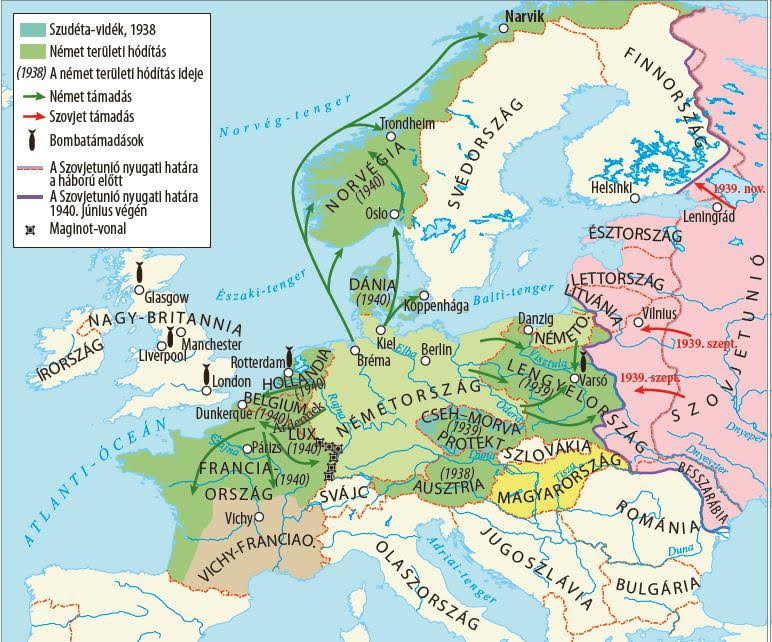 Szudéta-vidék, 1938
Német területi hódítás
(1938) A német területi hódítás ideje
Német támadás
Szovjet támadás
Bombatámadások
A Szovjetunió nyugati határa
a háború előtt
A Szovjetunió nyugati határa
1940. június végén
Maginot-vonal
Narvik
Norvég-tenger
Trondheim
FINNORSZÁG
SVÉDORSZÁG
NORVÉGIA
(1940)
Oslo
Helsinki
1939. nov.
Leningrád
ÉSZTORSZÁG
Északi-tenger
DÁNIA
(1940)
Koppenhága
Balti-tenger
LETTORSZÁG
LITVÁNIA
Vilnius
1939. szept.
SZOVJETUNIÓ
Glasgow
NAGY-BRITANNIA
ÍRORSZÁG
Manchester
Liverpool
London
Rotterdam
HOLLANDIA
(1940)
Kiel
Bréma
Elba
Berlin
Danzig
NÉMETO.
Visztula
Varsó
LENGYELORSZÁG
(1939)
1939. szept.
Dunkerque
BELGIUM
(1940)
Ardennek
LUX.
(1940)
Rajna
NÉMETORSZÁG
Odera
CSEH-MORVA
(1939)
PROTEKT.
Duna
SZLOVÁKIA
Dnyeper
Dnyeszter
ATLANTI-ÓCEÁN
Szajna
Párizs
FRANCIA-
ORSZÁG
(1940)
SVÁJC
(1938)
AUSZTRIA
Tisza
MAGYARORSZÁG
BESSZARÁBIA
Vichy
VICHY-FRANCIAO.
OLASZORSZÁG
Adriai-tenger
JUGOSZLÁVIA
ROMÁNIA
Duna
BULGÁRIA